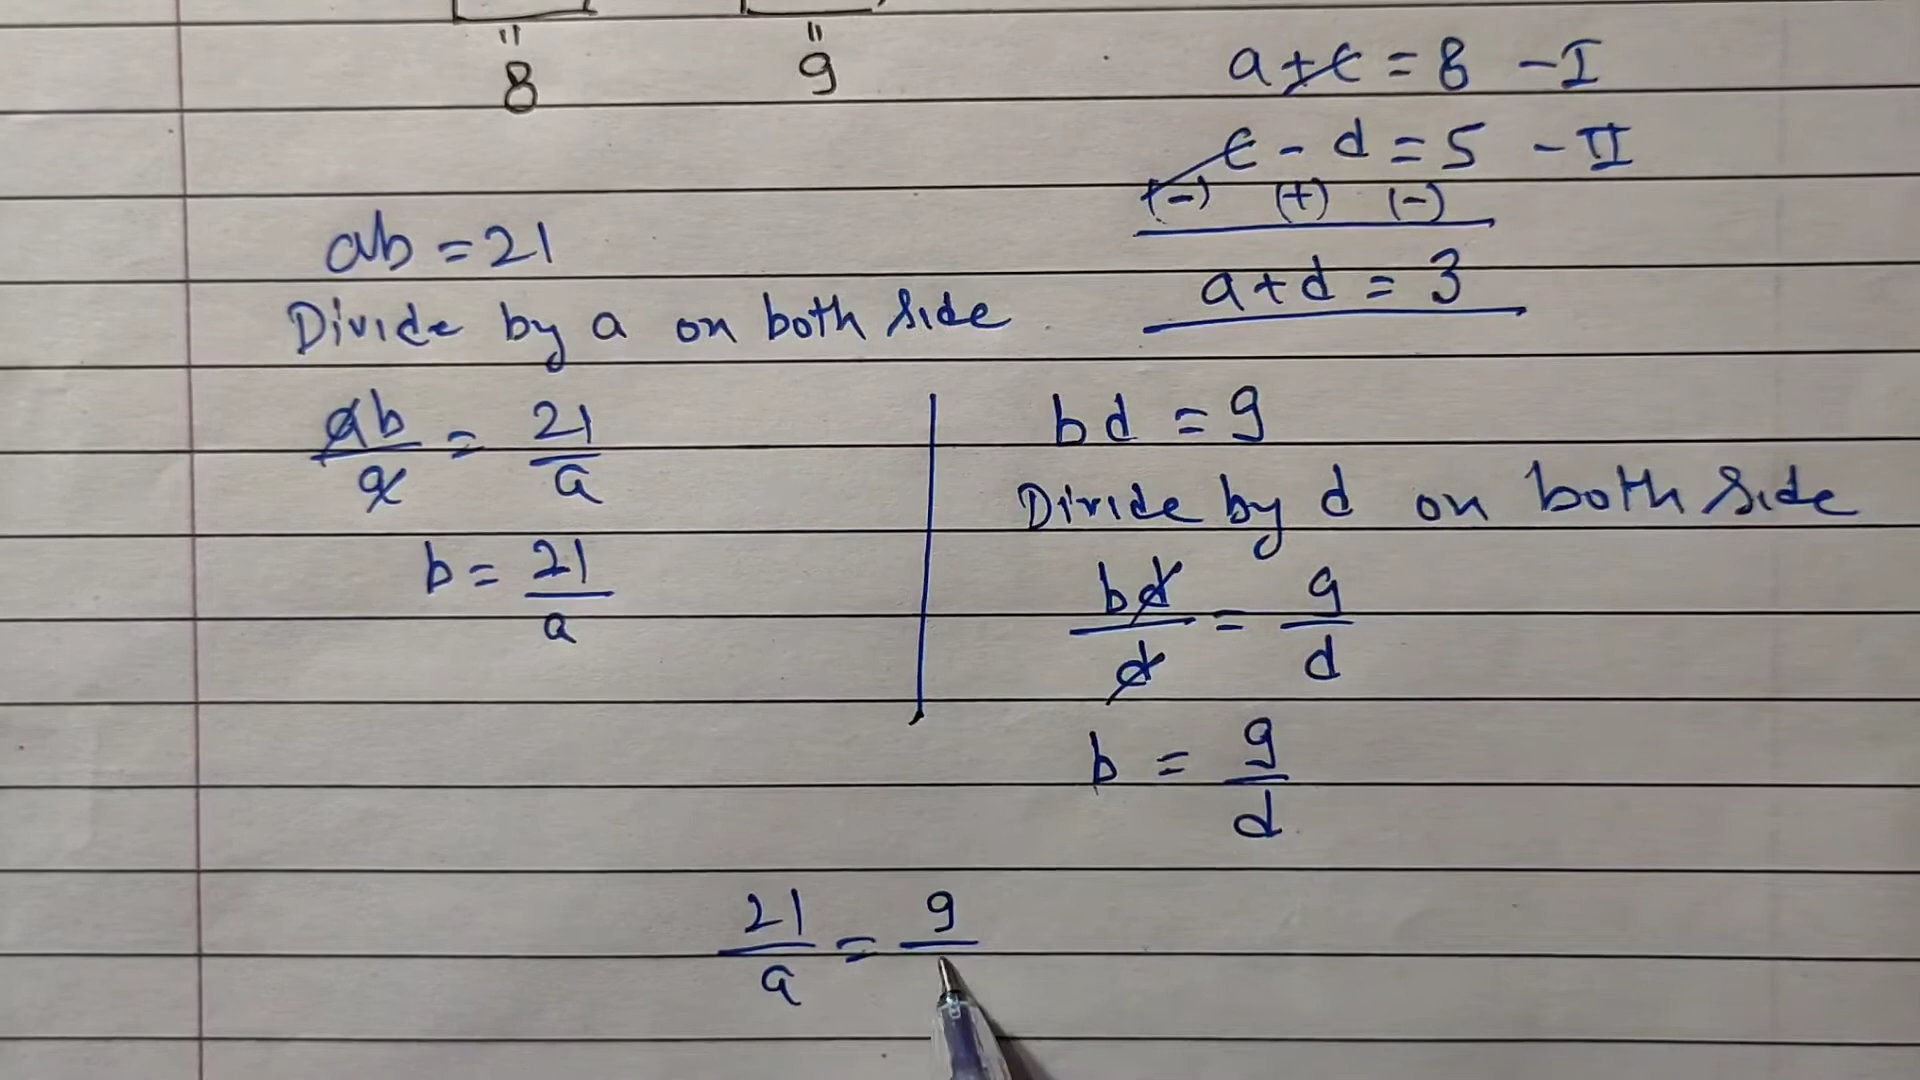 "
8
"
9
a+c = 8 - I
c - d = 5 - II
(-) (+) (-)
a+d = 3
ab = 21
Divide by a on both side
ab/a = 21/a
b = 21/a
bd = 9
Divide by d on both side
bd/d = 9/d
b = 9/d
21/a = 9/